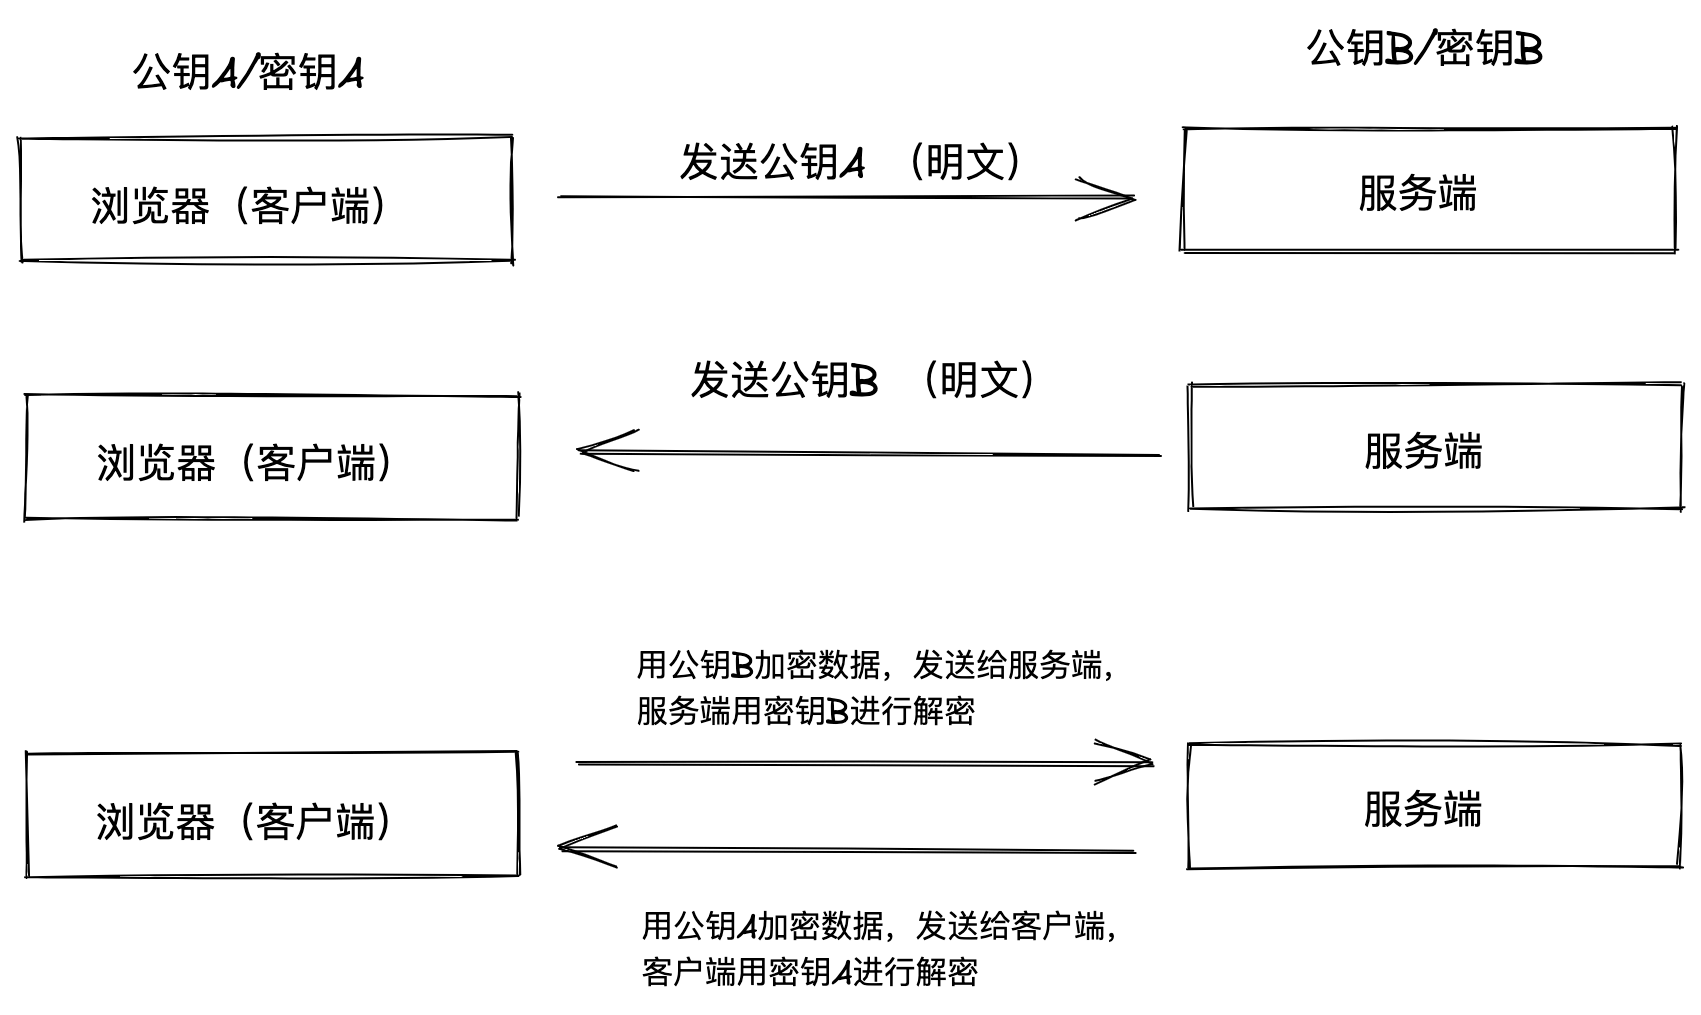 公钥A/密钥A
公钥B/密钥B
浏览器（客户端）
发送公钥A （明文）
服务端
发送公钥B （明文）
浏览器（客户端）
服务端
用公钥B加密数据，发送给服务端，
服务端用密钥B进行解密
浏览器（客户端）
服务端
用公钥A加密数据，发送给客户端，
客户端用密钥A进行解密